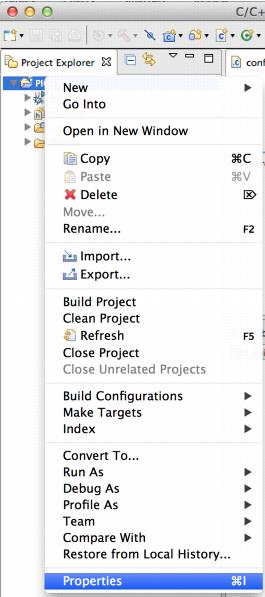 C/C+
Project Explorer
conf
New
Go Into
Open in New Window
Copy ⌘C
Paste ⌘V
Delete ⌦
Move...
Rename... F2
Import...
Export...
Build Project
Clean Project
Refresh F5
Close Project
Close Unrelated Projects
Build Configurations
Make Targets
Index
Convert To...
Run As
Debug As
Profile As
Team
Compare With
Restore from Local History...
Properties ⌘I